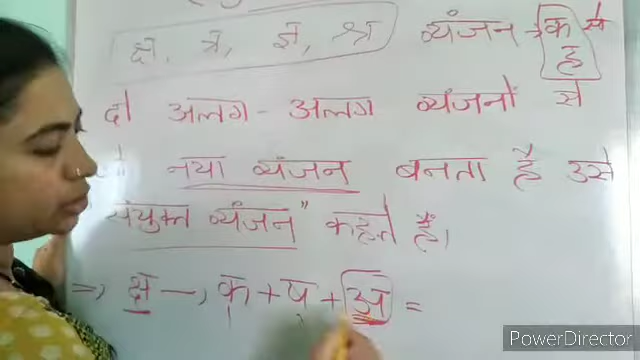 क्ष, त्र, ज्ञ, श्र व्यंजन → क से ह
दो अलग - अलग व्यंजनों से
नया व्यंजन बनता है उसे
"संयुक्त व्यंजन" कहते हैं।
⇒ क्ष → क् + ष् + अ =
PowerDirector